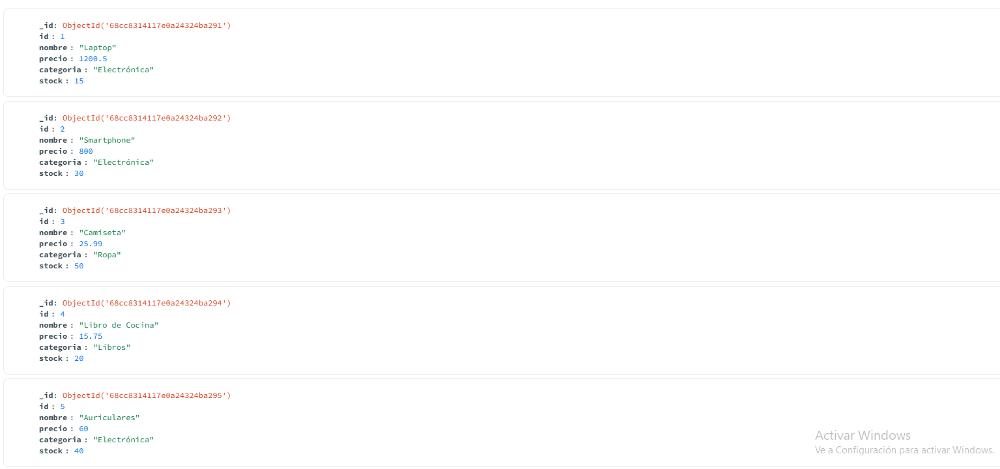 _id: ObjectId('68cc8314117e0a24324ba291')
id : 1
nombre : "Laptop"
precio : 1200.5
categoria : "Electrónica"
stock : 15
_id: ObjectId('68cc8314117e0a24324ba292')
id : 2
nombre : "Smartphone"
precio : 800
categoria : "Electrónica"
stock : 30
_id: ObjectId('68cc8314117e0a24324ba293')
id : 3
nombre : "Camiseta"
precio : 25.99
categoria : "Ropa"
stock : 50
_id: ObjectId('68cc8314117e0a24324ba294')
id : 4
nombre : "Libro de Cocina"
precio : 15.75
categoria : "Libros"
stock : 20
_id: ObjectId('68cc8314117e0a24324ba295')
id : 5
nombre : "Auriculares"
precio : 60
categoria : "Electrónica"
stock : 40
Activar Windows
Ve a Configuración para activar Windows.